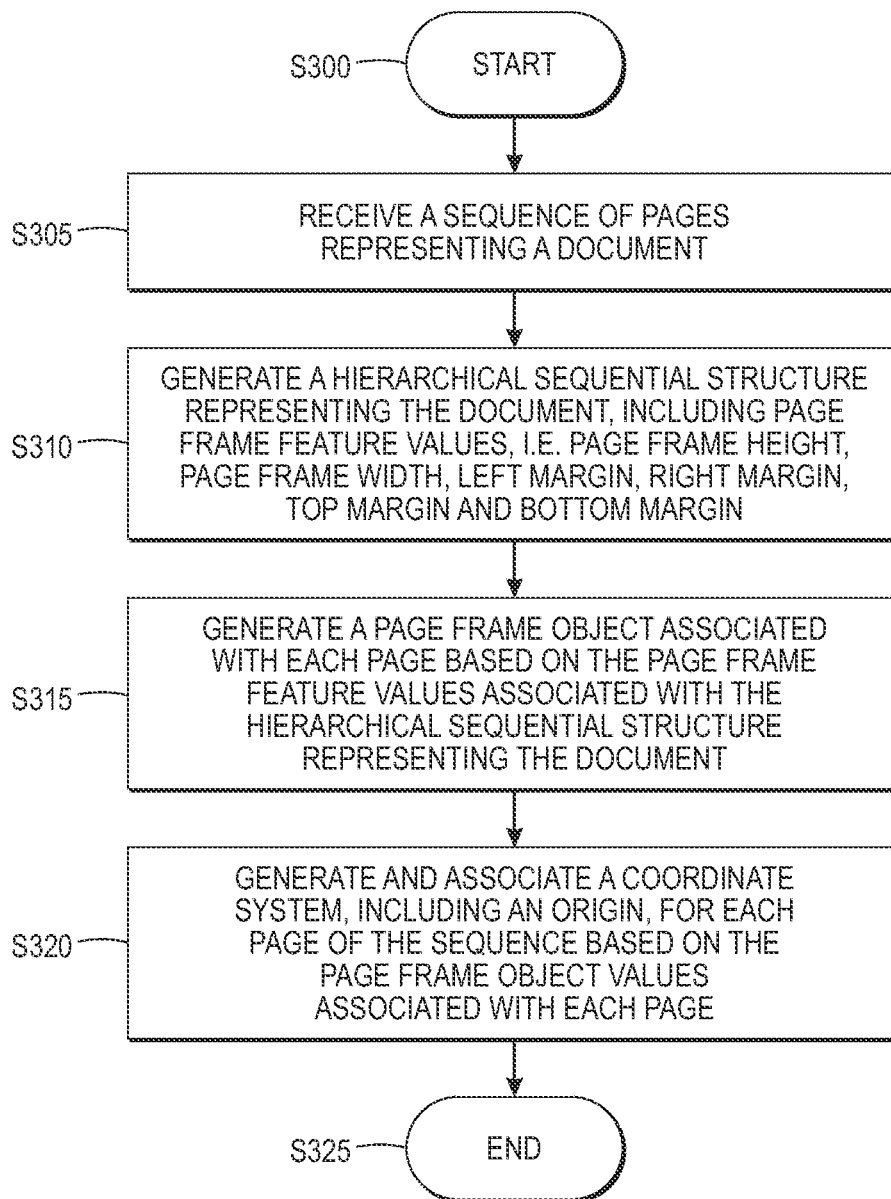 S300
START
S305
RECEIVE A SEQUENCE OF PAGES
REPRESENTING A DOCUMENT
S310
GENERATE A HIERARCHICAL SEQUENTIAL STRUCTURE
REPRESENTING THE DOCUMENT, INCLUDING PAGE
FRAME FEATURE VALUES, I.E. PAGE FRAME HEIGHT,
PAGE FRAME WIDTH, LEFT MARGIN, RIGHT MARGIN,
TOP MARGIN AND BOTTOM MARGIN
S315
GENERATE A PAGE FRAME OBJECT ASSOCIATED
WITH EACH PAGE BASED ON THE PAGE FRAME
FEATURE VALUES ASSOCIATED WITH THE
HIERARCHICAL SEQUENTIAL STRUCTURE
REPRESENTING THE DOCUMENT
S320
GENERATE AND ASSOCIATE A COORDINATE
SYSTEM, INCLUDING AN ORIGIN, FOR EACH
PAGE OF THE SEQUENCE BASED ON THE
PAGE FRAME OBJECT VALUES
ASSOCIATED WITH EACH PAGE
S325
END